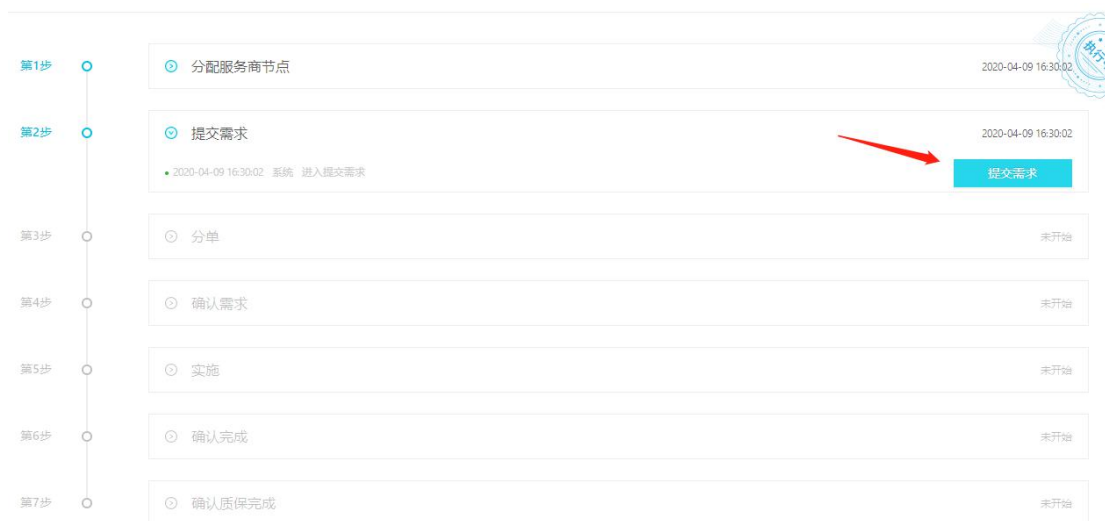 第1步 分配服务商节点 2020-04-09 16:30:02
第2步 提交需求 2020-04-09 16:30:02
2020-04-09 16:30:02 系统 进入提交需求 提交需求
第3步 分单 未开始
第4步 确认需求 未开始
第5步 实施 未开始
第6步 确认完成 未开始
第7步 确认质保完成 未开始
执行